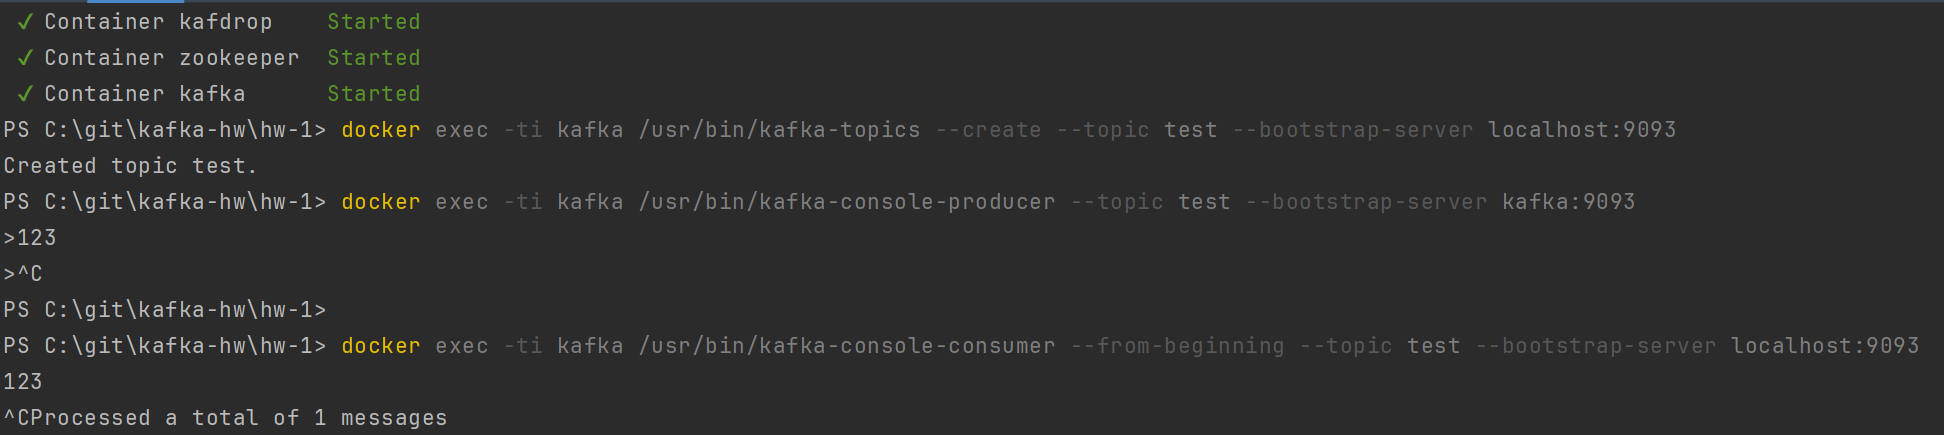 ✓ Container kafdrop Started
✓ Container zookeeper Started
✓ Container kafka Started
PS C:\git\kafka-hw\hw-1> docker exec -ti kafka /usr/bin/kafka-topics --create --topic test --bootstrap-server localhost:9093
Created topic test.
PS C:\git\kafka-hw\hw-1> docker exec -ti kafka /usr/bin/kafka-console-producer --topic test --bootstrap-server kafka:9093
>123
>^C
PS C:\git\kafka-hw\hw-1>
PS C:\git\kafka-hw\hw-1> docker exec -ti kafka /usr/bin/kafka-console-consumer --from-beginning --topic test --bootstrap-server localhost:9093
123
^CProcessed a total of 1 messages